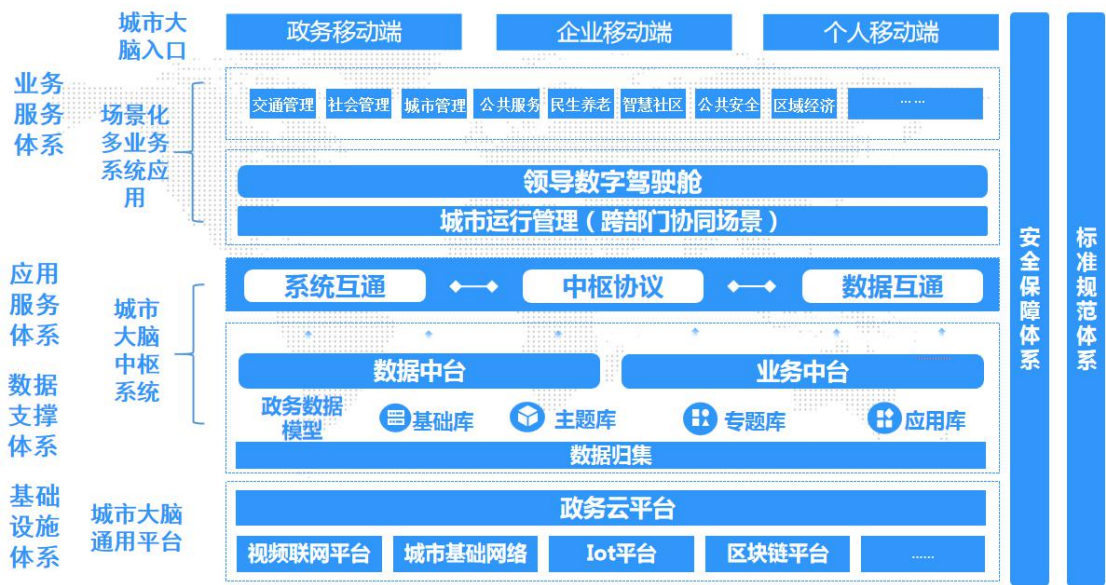 城市大
脑入口
政务移动端
企业移动端
个人移动端
业务
服务
体系
场景化
多业务
系统应
用
交通管理
社会管理
城市管理
公共服务
民生养老
智慧社区
公共安全
区域经济
……
领导数字驾驶舱
城市运行管理（跨部门协同场景）
应用
服务
体系
城市
大脑
中枢
系统
系统互通
中枢协议
数据互通
数据
支撑
体系
数据中台
业务中台
政务数据
模型
基础库
主题库
专题库
应用库
数据归集
基础
设施
体系
城市大脑
通用平台
政务云平台
视频联网平台
城市基础网络
Iot平台
区块链平台
……
安全保障体系
标准规范体系